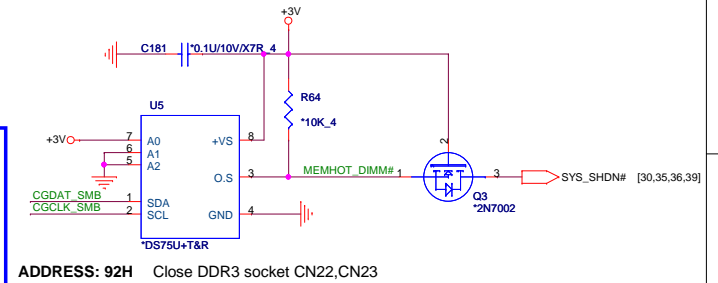 +3V
C181 *0.1U/10V/X7R_4
U5
R64
*10K_4
+3V 7 A0 +VS 8
6 A1
5 A2
2
O.S 3 MEMHOT_DIMM# 1 3 SYS_SHDN# [30,35,36,39]
CGDAT_SMB 1 SDA
CGCLK_SMB 2 SCL
GND 4
Q3
*2N7002
*DS75U+T&R
ADDRESS: 92H Close DDR3 socket CN22,CN23